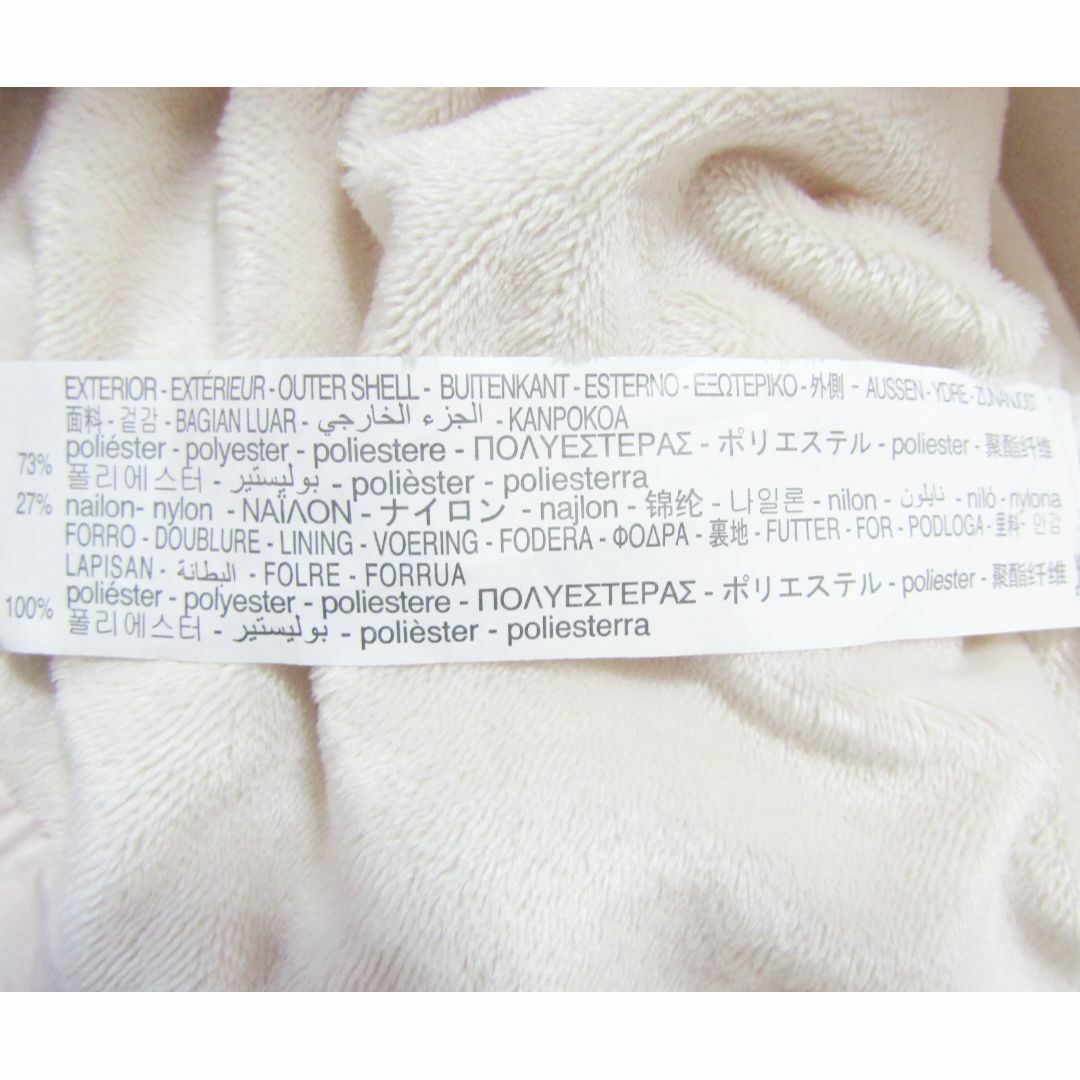 EXTERIOR - EXTÉRIEUR - OUTER SHELL - BUITENKANT - ESTERNO - ΕΞΩΤΕΡΙΚΟ - 外側 - AUSSEN - YDRE - ZUNANJOST
面料 - 겉감 - BAGIAN LUAR - الجزء الخارجي - KANPOKOA
73% poliéster - polyester - poliestere - ΠΟΛΥΕΣΤΕΡΑΣ - ポリエステル - poliester - 聚酯纤维
폴리에스터 - بوليستير - polièster - poliesterra
27% nailon- nylon - ΝΑΪΛΟΝ - ナイロン - najlon - 锦纶 - 나일론 - nilon - نايلون - niló - nylona
FORRO - DOUBLURE - LINING - VOERING - FODERA - ΦΟΔΡΑ - 裏地 - FUTTER - FOR - PODLOGA - 里料 - 안감
LAPISAN - البطانة - FOLRE - FORRUA
100% poliéster - polyester - poliestere - ΠΟΛΥΕΣΤΕΡΑΣ - ポリエステル - poliester - 聚酯纤维
폴리에스터 - بوليستير - polièster - poliesterra